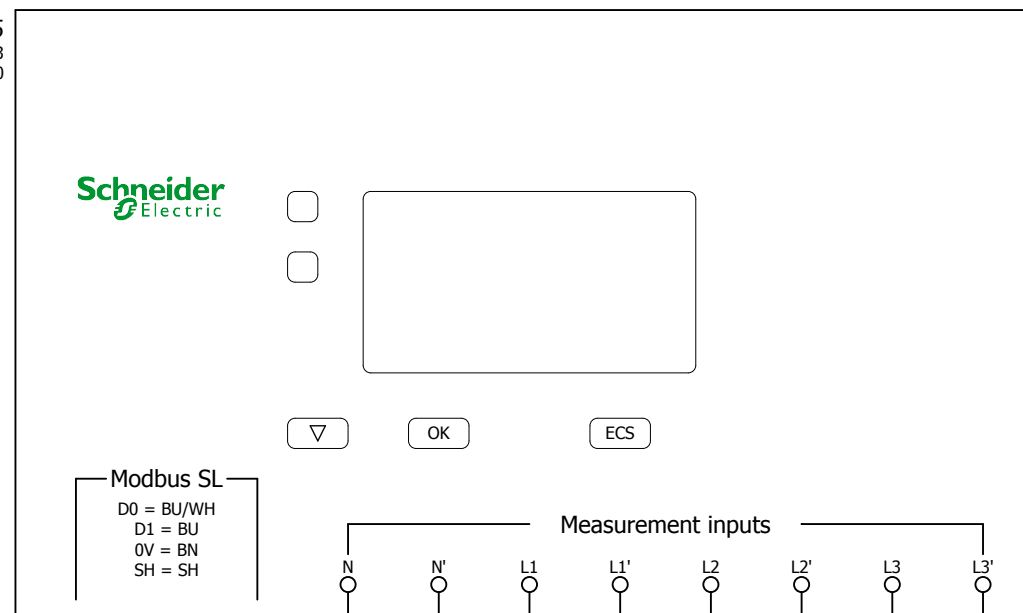 Schneider
Electric
▽
OK
ECS
Modbus SL
D0 = BU/WH
D1 = BU
0V = BN
SH = SH
Measurement inputs
N N' L1 L1' L2 L2' L3 L3'